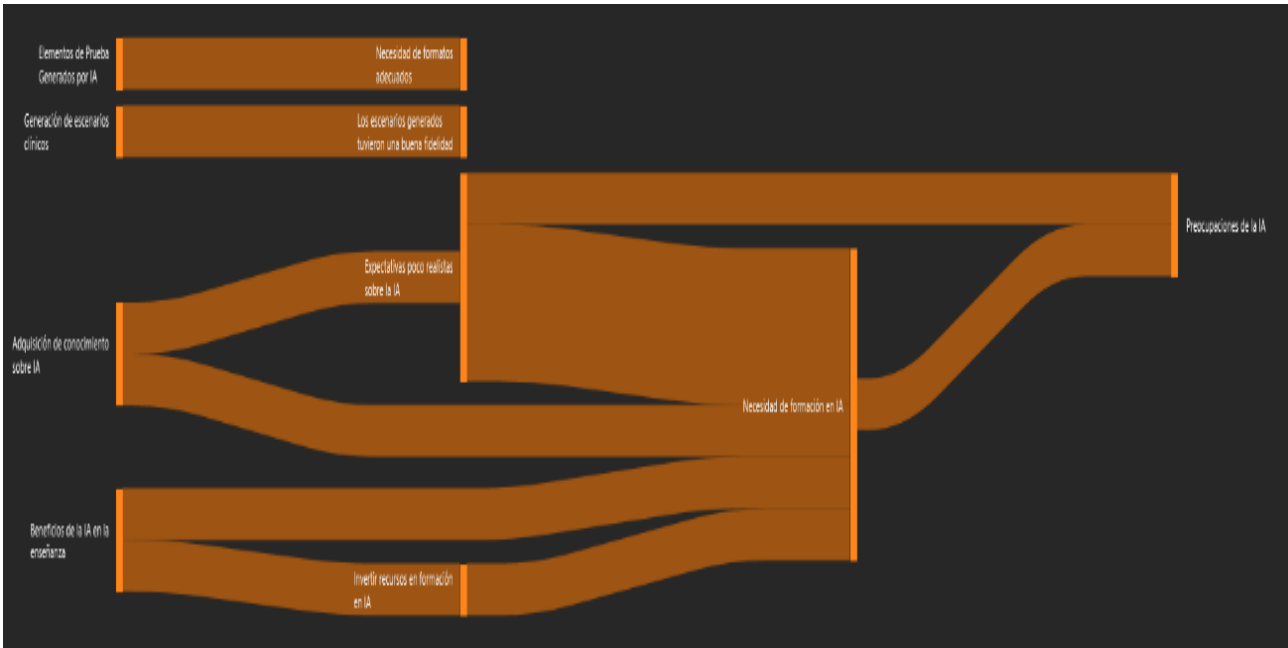 Elementos de Prueba
Generados por IA
Necesidad de formatos
adecuados
Generación de escenarios
clínicos
Los escenarios generados
tuvieron una buena fidelidad
Preocupaciones de la IA
Expectativas poco realistas
sobre la IA
Adquisición de conocimiento
sobre IA
Necesidad de formación en IA
Beneficios de la IA en la
enseñanza
Invertir recursos en formación
en IA